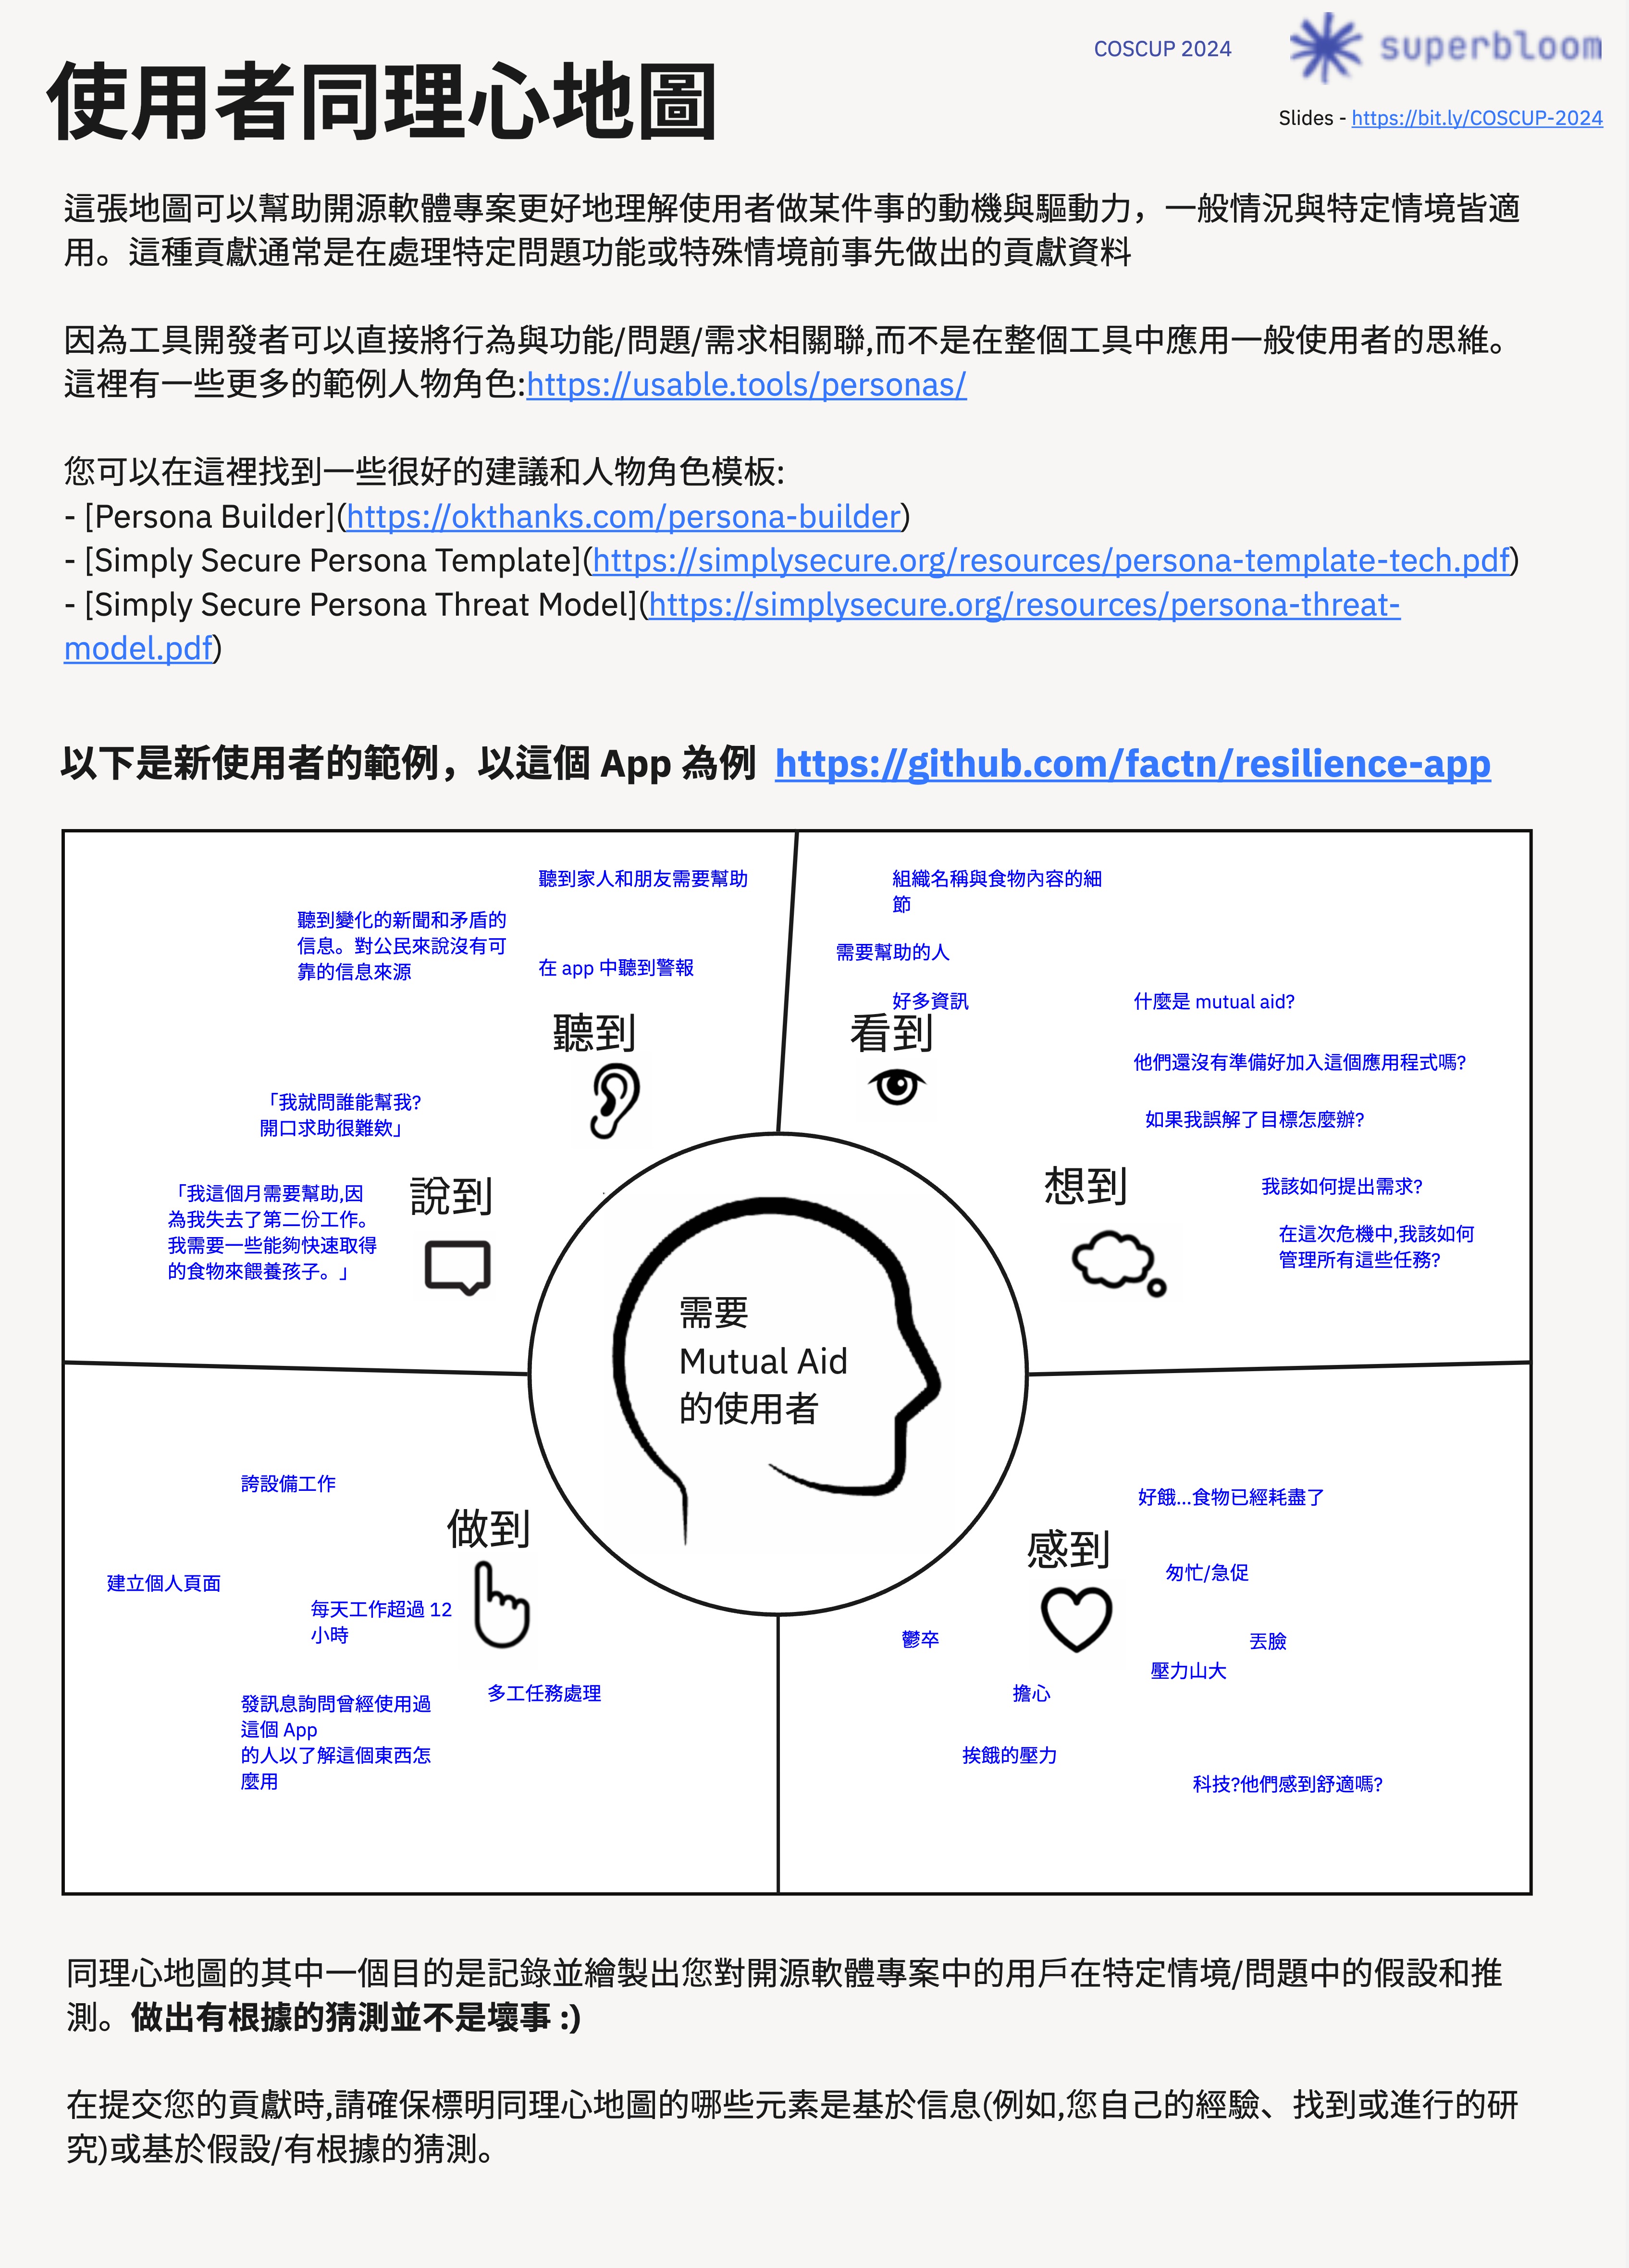 COSCUP 2024
superbloom
使用者同理心地圖
Slides - https://bit.ly/COSCUP-2024
這張地圖可以幫助開源軟體專案更好地理解使用者做某件事的動機與驅動力，一般情況與特定情境皆適
用。這種貢獻通常是在處理特定問題功能或特殊情境前事先做出的貢獻資料
因為工具開發者可以直接將行為與功能/問題/需求相關聯,而不是在整個工具中應用一般使用者的思維。
這裡有一些更多的範例人物角色:https://usable.tools/personas/
您可以在這裡找到一些很好的建議和人物角色模板:
- [Persona Builder](https://okthanks.com/persona-builder)
- [Simply Secure Persona Template](https://simplysecure.org/resources/persona-template-tech.pdf)
- [Simply Secure Persona Threat Model](https://simplysecure.org/resources/persona-threat-
model.pdf)
以下是新使用者的範例，以這個 App 為例 https://github.com/factn/resilience-app
聽到家人和朋友需要幫助
聽到變化的新聞和矛盾的
信息。對公民來說沒有可
靠的信息來源
在 app 中聽到警報
聽到
「我就問誰能幫我?
開口求助很難欸」
「我這個月需要幫助,因
為我失去了第二份工作。
我需要一些能夠快速取得
的食物來餵養孩子。」
說到
組織名稱與食物內容的細
節
需要幫助的人
好多資訊
看到
什麼是 mutual aid?
他們還沒有準備好加入這個應用程式嗎?
如果我誤解了目標怎麼辦?
想到
我該如何提出需求?
在這次危機中,我該如何
管理所有這些任務?
需要
Mutual Aid
的使用者
誇設備工作
做到
建立個人頁面
每天工作超過 12
小時
多工任務處理
發訊息詢問曾經使用過
這個 App
的人以了解這個東西怎
麼用
好餓...食物已經耗盡了
感到
匆忙/急促
鬱卒
丟臉
壓力山大
擔心
挨餓的壓力
科技?他們感到舒適嗎?
同理心地圖的其中一個目的是記錄並繪製出您對開源軟體專案中的用戶在特定情境/問題中的假設和推
測。做出有根據的猜測並不是壞事 :)
在提交您的貢獻時,請確保標明同理心地圖的哪些元素是基於信息(例如,您自己的經驗、找到或進行的研
究)或基於假設/有根據的猜測。